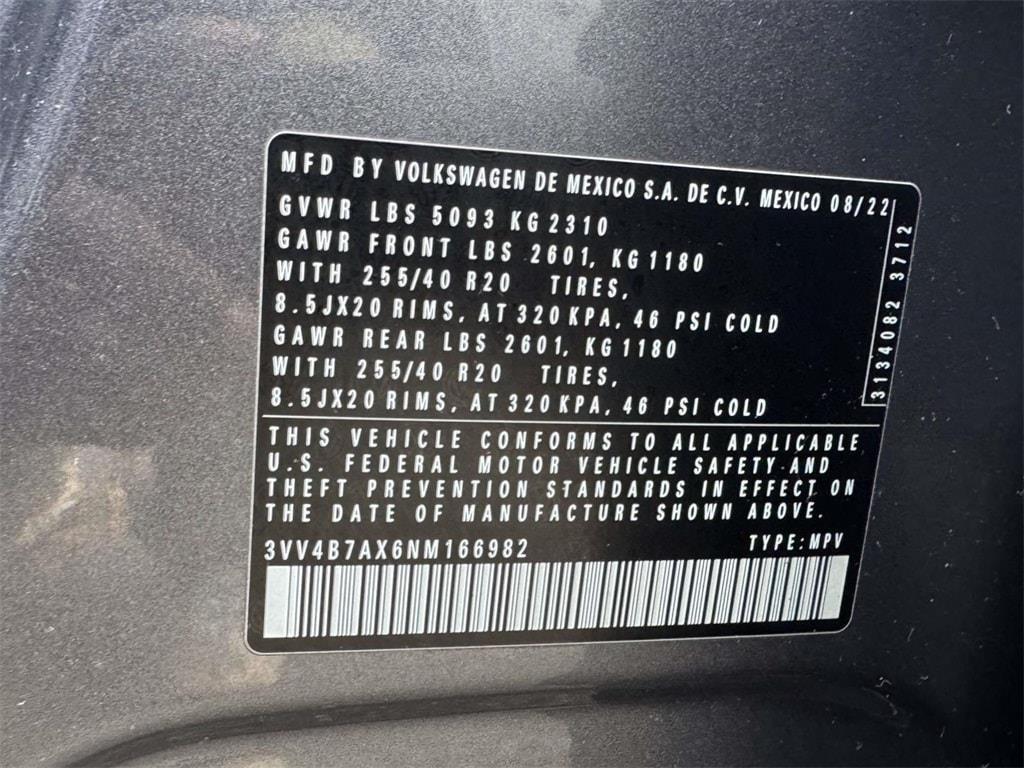 MFD BY VOLKSWAGEN DE MEXICO S.A. DE C.V. MEXICO 08/22
GVWR LBS 5093 KG 2310
GAWR FRONT LBS 2601, KG 1180
WITH 255/40 R20 TIRES,
8.5JX20 RIMS, AT 320 KPA, 46 PSI COLD
GAWR REAR LBS 2601, KG 1180
WITH 255/40 R20 TIRES,
8.5JX20 RIMS, AT 320 KPA, 46 PSI COLD
3134082 3712
THIS VEHICLE CONFORMS TO ALL APPLICABLE
U.S. FEDERAL MOTOR VEHICLE SAFETY AND
THEFT PREVENTION STANDARDS IN EFFECT ON
THE DATE OF MANUFACTURE SHOWN ABOVE.
3VV4B7AX6NM166982 TYPE: MPV